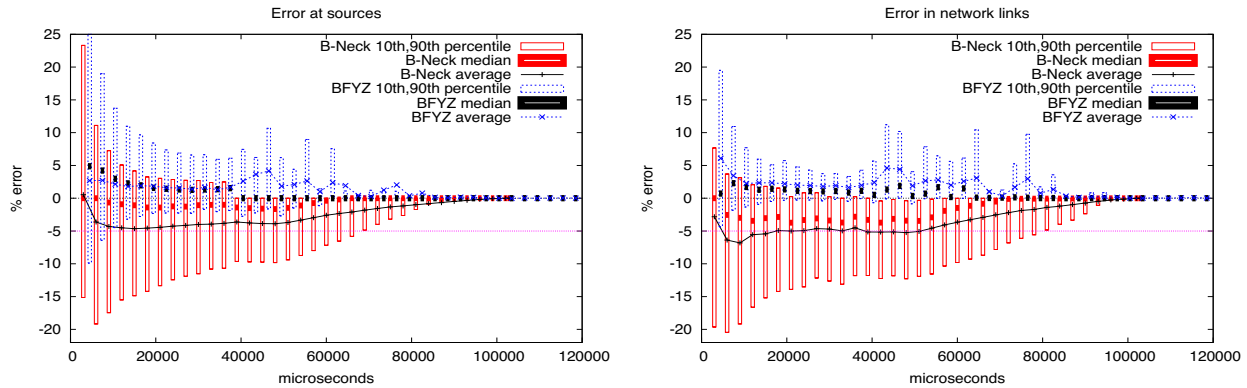 Error at sources
% error
25
20
15
10
5
0
-5
-10
-15
-20
B-Neck 10th,90th percentile
B-Neck median
B-Neck average
BFYZ 10th,90th percentile
BFYZ median
BFYZ average
0 20000 40000 60000 80000 100000 120000
microseconds
Error in network links
% error
25
20
15
10
5
0
-5
-10
-15
-20
B-Neck 10th,90th percentile
B-Neck median
B-Neck average
BFYZ 10th,90th percentile
BFYZ median
BFYZ average
0 20000 40000 60000 80000 100000 120000
microseconds